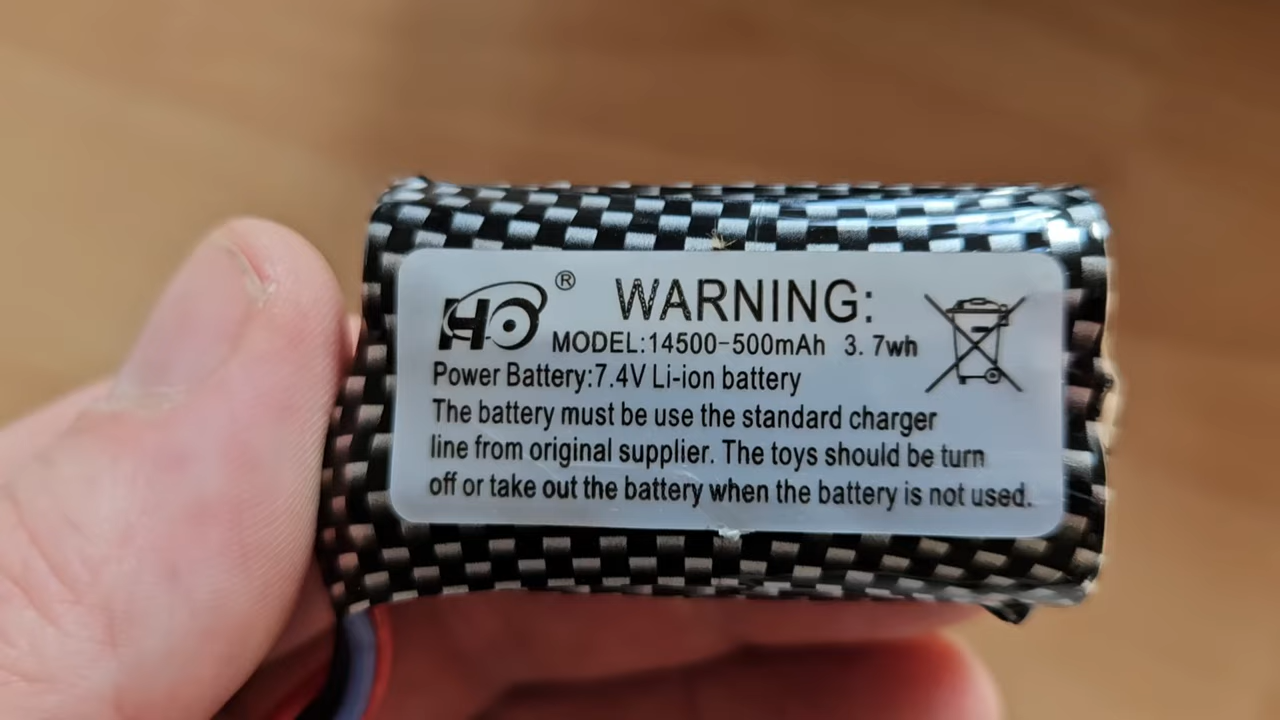 HO ®
WARNING:
MODEL:14500-500mAh 3.7wh
Power Battery:7.4V Li-ion battery
The battery must be use the standard charger
line from original supplier. The toys should be turn
off or take out the battery when the battery is not used.